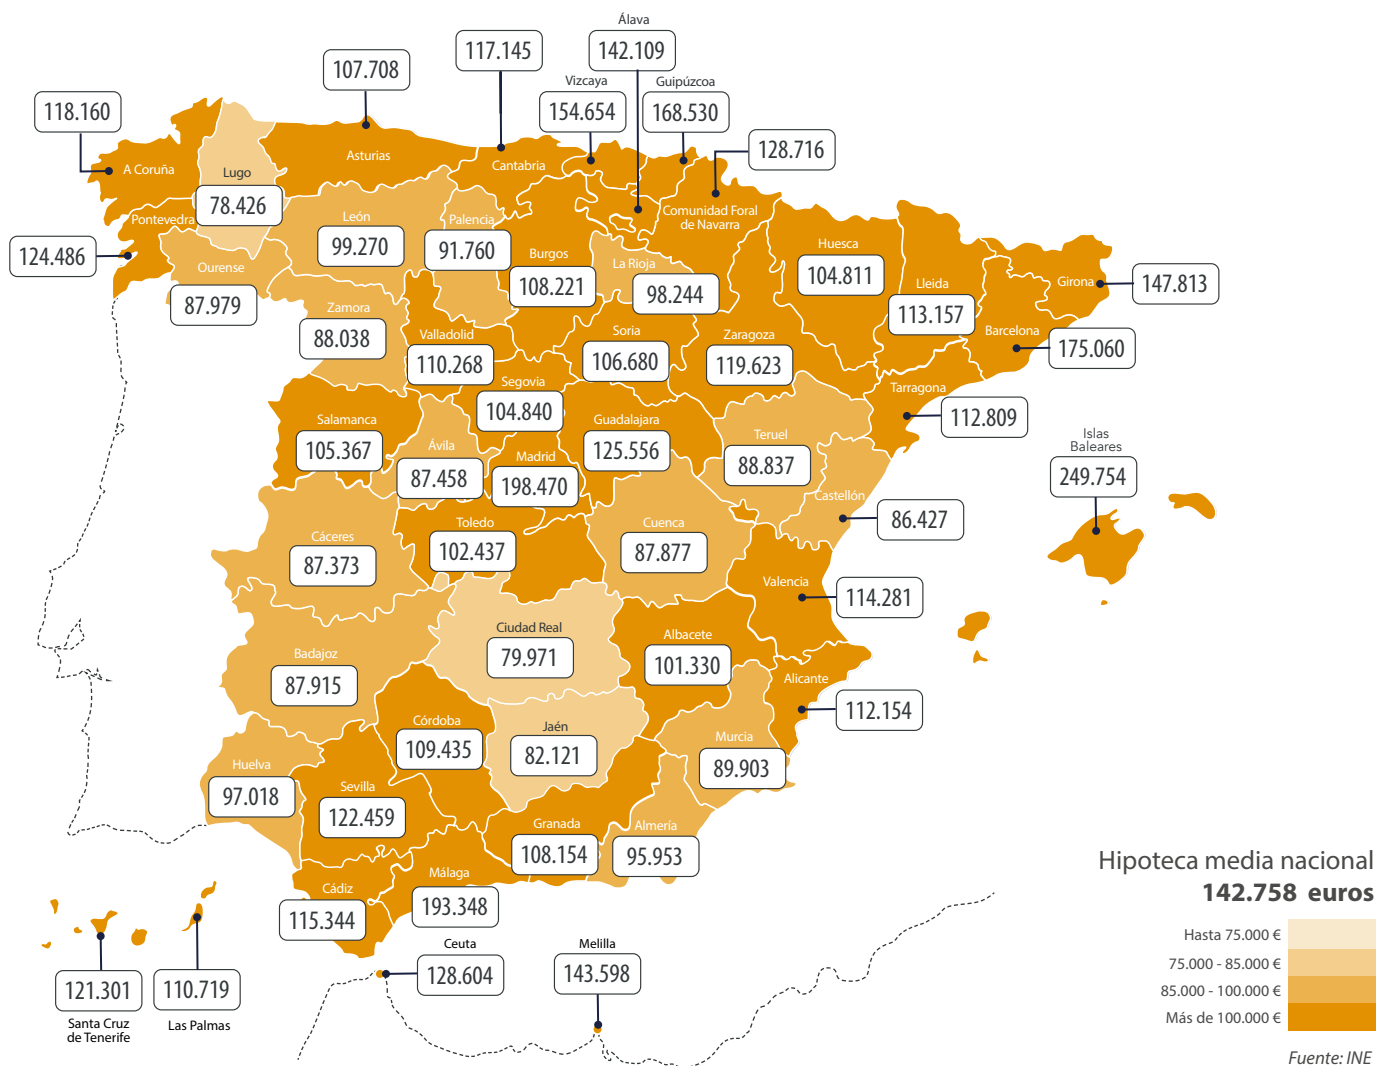 Álava
117.145
142.109
107.708
Vizcaya
Guipúzcoa
154.654
168.530
118.160
128.716
Asturias
Cantabria
A Coruña
Lugo
78.426
Pontevedra
León
99.270
Palencia
91.760
Comunidad Foral
de Navarra
124.486
Ourense
87.979
Burgos
108.221
La Rioja
98.244
Huesca
104.811
Lleida
113.157
Girona
147.813
Zamora
88.038
Valladolid
110.268
Soria
106.680
Zaragoza
119.623
Barcelona
175.060
Segovia
104.840
Tarragona
112.809
Salamanca
105.367
Ávila
87.458
Madrid
198.470
Guadalajara
125.556
Teruel
88.837
Islas
Baleares
249.754
Castellón
86.427
Cáceres
87.373
Toledo
102.437
Cuenca
87.877
Valencia
114.281
Ciudad Real
79.971
Albacete
101.330
Badajoz
87.915
Alicante
112.154
Córdoba
109.435
Jaén
82.121
Murcia
89.903
Huelva
97.018
Sevilla
122.459
Granada
108.154
Almería
95.953
Cádiz
115.344
Málaga
193.348
Ceuta
128.604
Melilla
143.598
121.301
Santa Cruz
de Tenerife
110.719
Las Palmas
Hipoteca media nacional
142.758 euros
Hasta 75.000 €
75.000 - 85.000 €
85.000 - 100.000 €
Más de 100.000 €
Fuente: INE